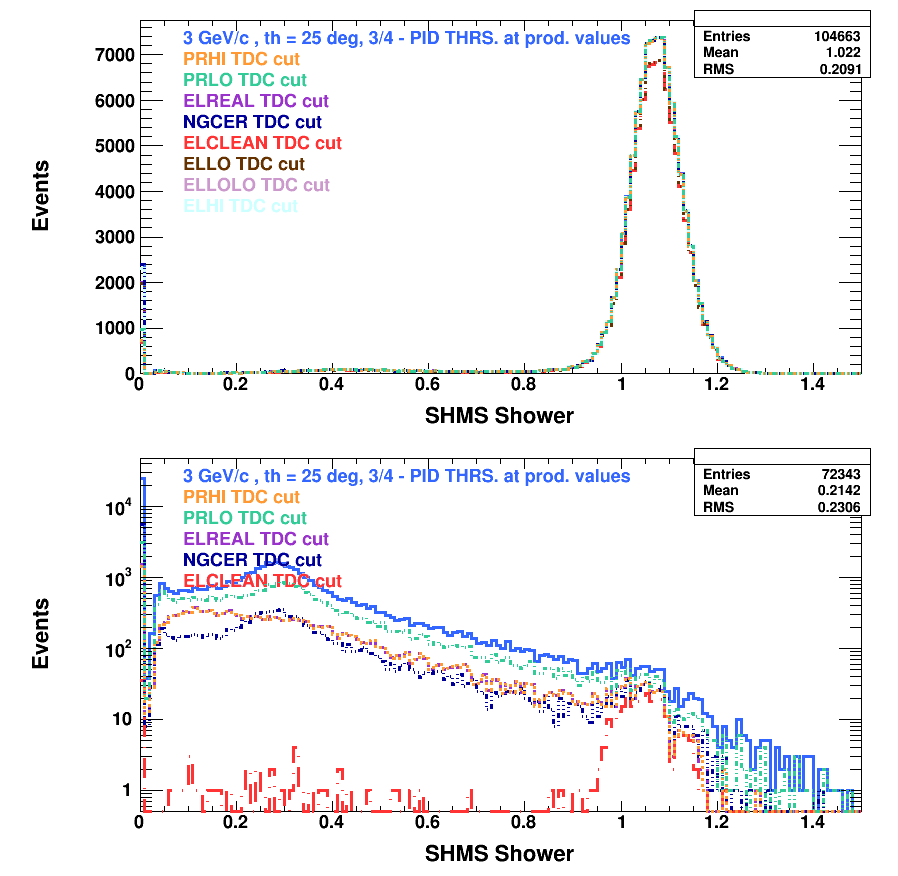 3 GeV/c , th = 25 deg, 3/4 - PID THRS. at prod. values
PRHI TDC cut
PRLO TDC cut
ELREAL TDC cut
NGCER TDC cut
ELCLEAN TDC cut
ELLO TDC cut
ELLOLO TDC cut
ELHI TDC cut
Entries 104663
Mean 1.022
RMS 0.2091
Events
7000
6000
5000
4000
3000
2000
1000
0
0 0.2 0.4 0.6 0.8 1 1.2 1.4
SHMS Shower
3 GeV/c , th = 25 deg, 3/4 - PID THRS. at prod. values
PRHI TDC cut
PRLO TDC cut
ELREAL TDC cut
NGCER TDC cut
ELCLEAN TDC cut
Entries 72343
Mean 0.2142
RMS 0.2306
Events
10^4
10^3
10^2
10
1
0 0.2 0.4 0.6 0.8 1 1.2 1.4
SHMS Shower